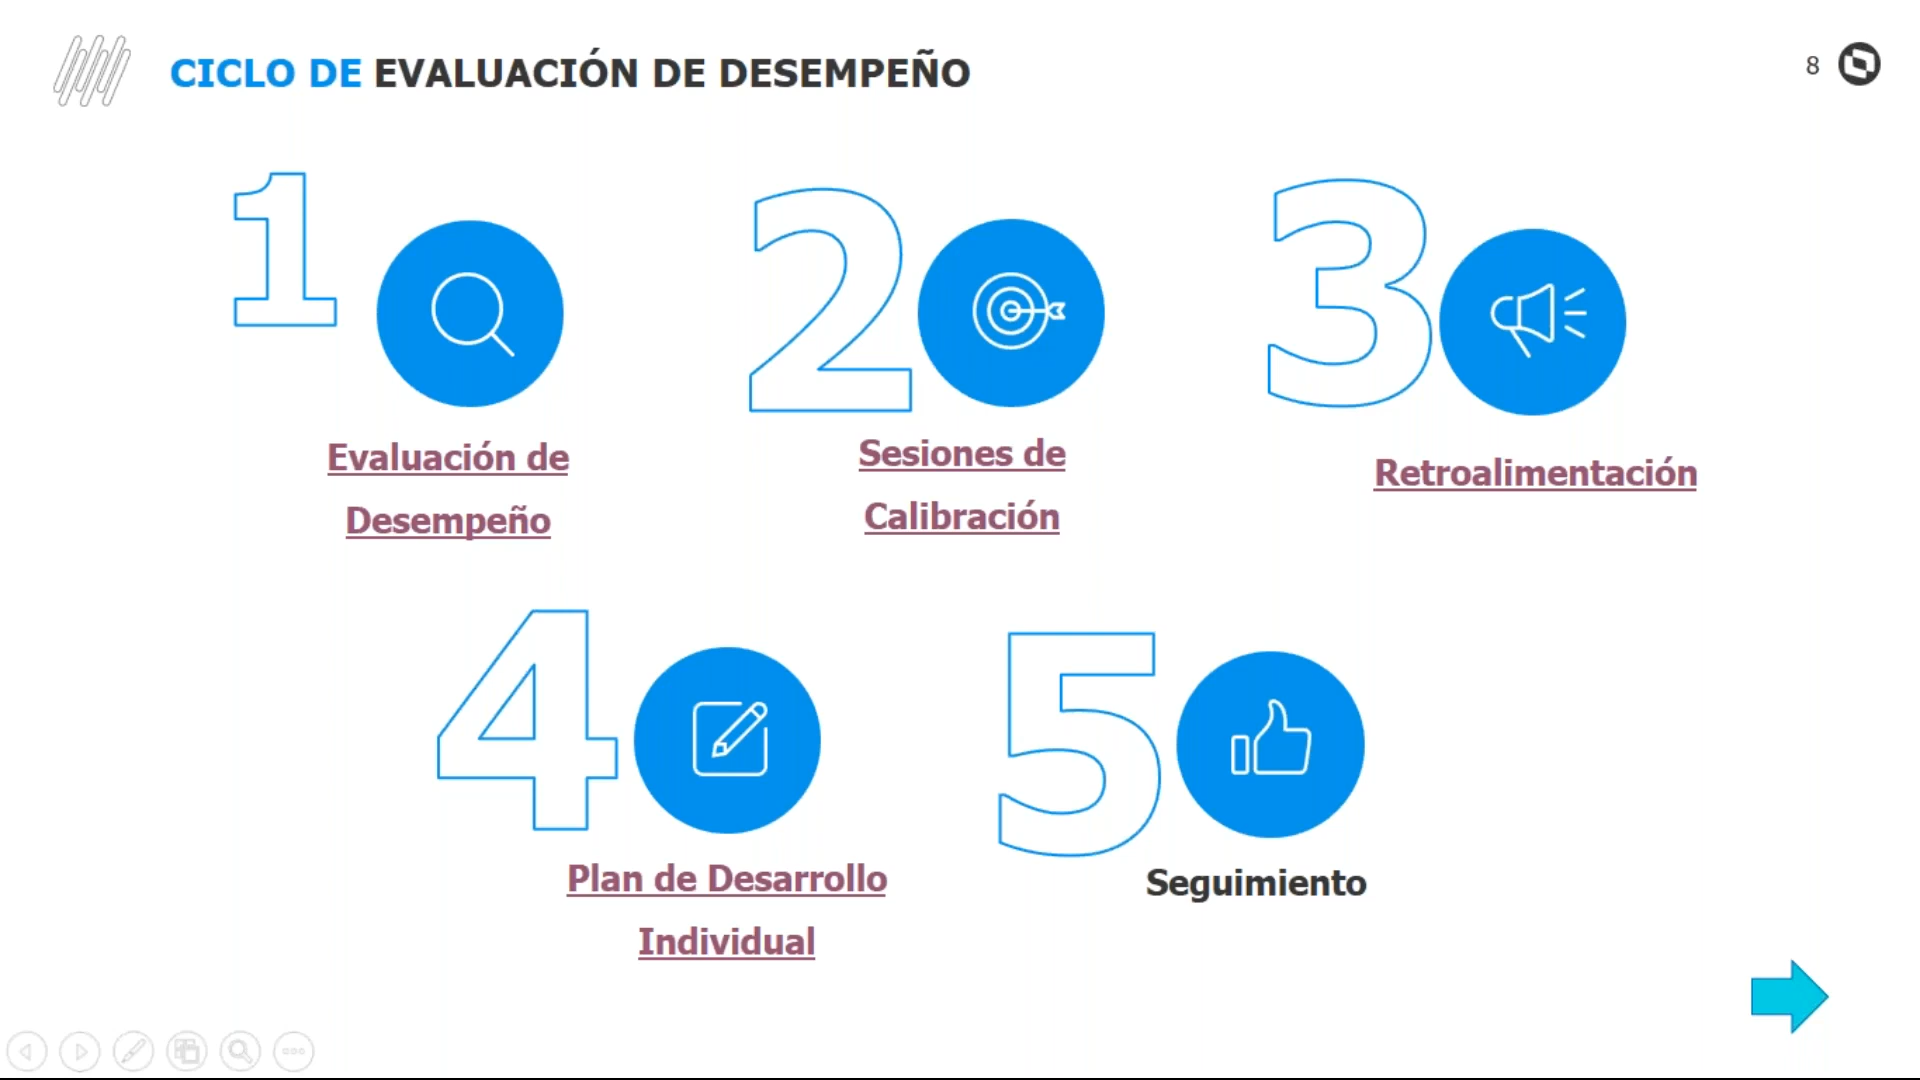 CICLO DE EVALUACIÓN DE DESEMPEÑO
8
1
Evaluación de
Desempeño
2
Sesiones de
Calibración
3
Retroalimentación
4
Plan de Desarrollo
Individual
5
Seguimiento